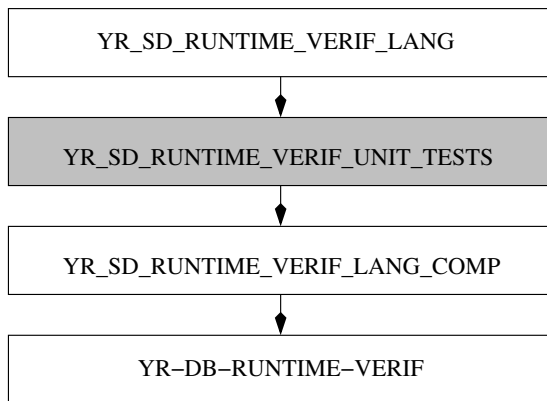 YR_SD_RUNTIME_VERIF_LANG
YR_SD_RUNTIME_VERIF_UNIT_TESTS
YR_SD_RUNTIME_VERIF_LANG_COMP
YR−DB−RUNTIME−VERIF